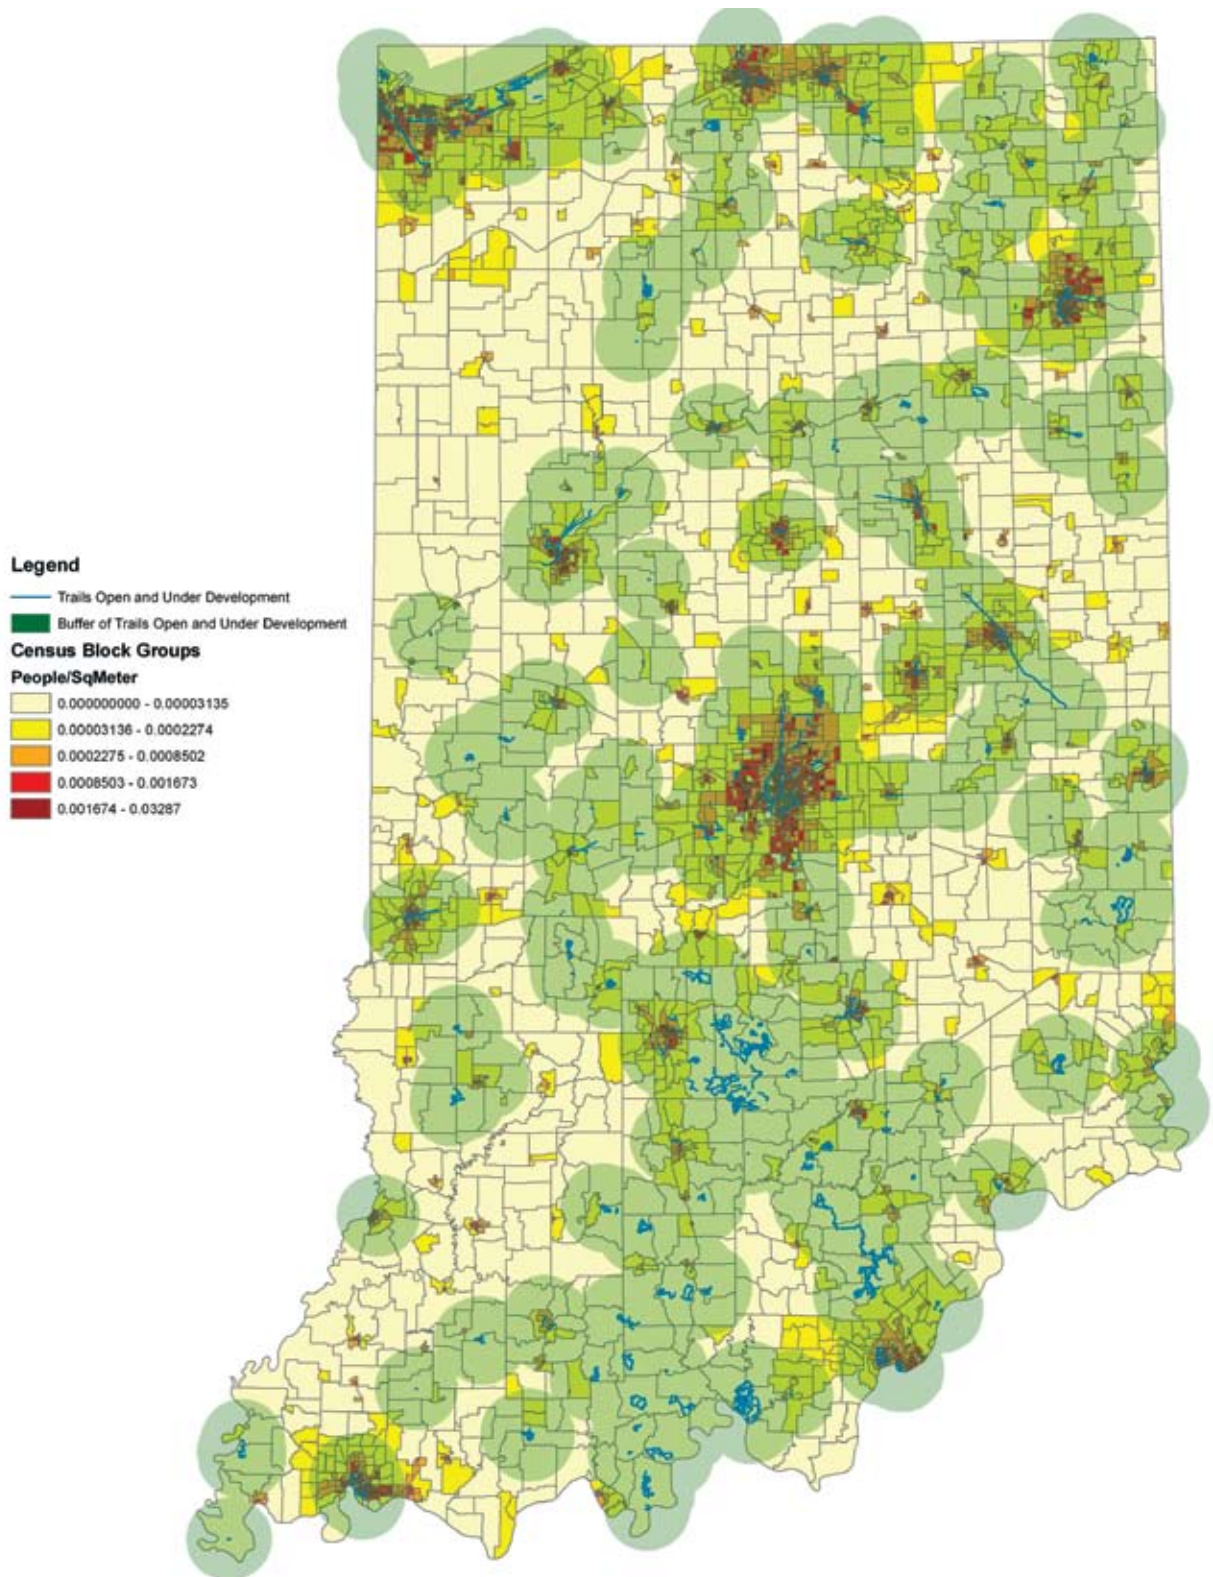 Legend
Trails Open and Under Development
Buffer of Trails Open and Under Development
Census Block Groups
People/SqMeter
0.000000000 - 0.00003135
0.00003136 - 0.0002274
0.0002275 - 0.0008502
0.0008503 - 0.001673
0.001674 - 0.03287